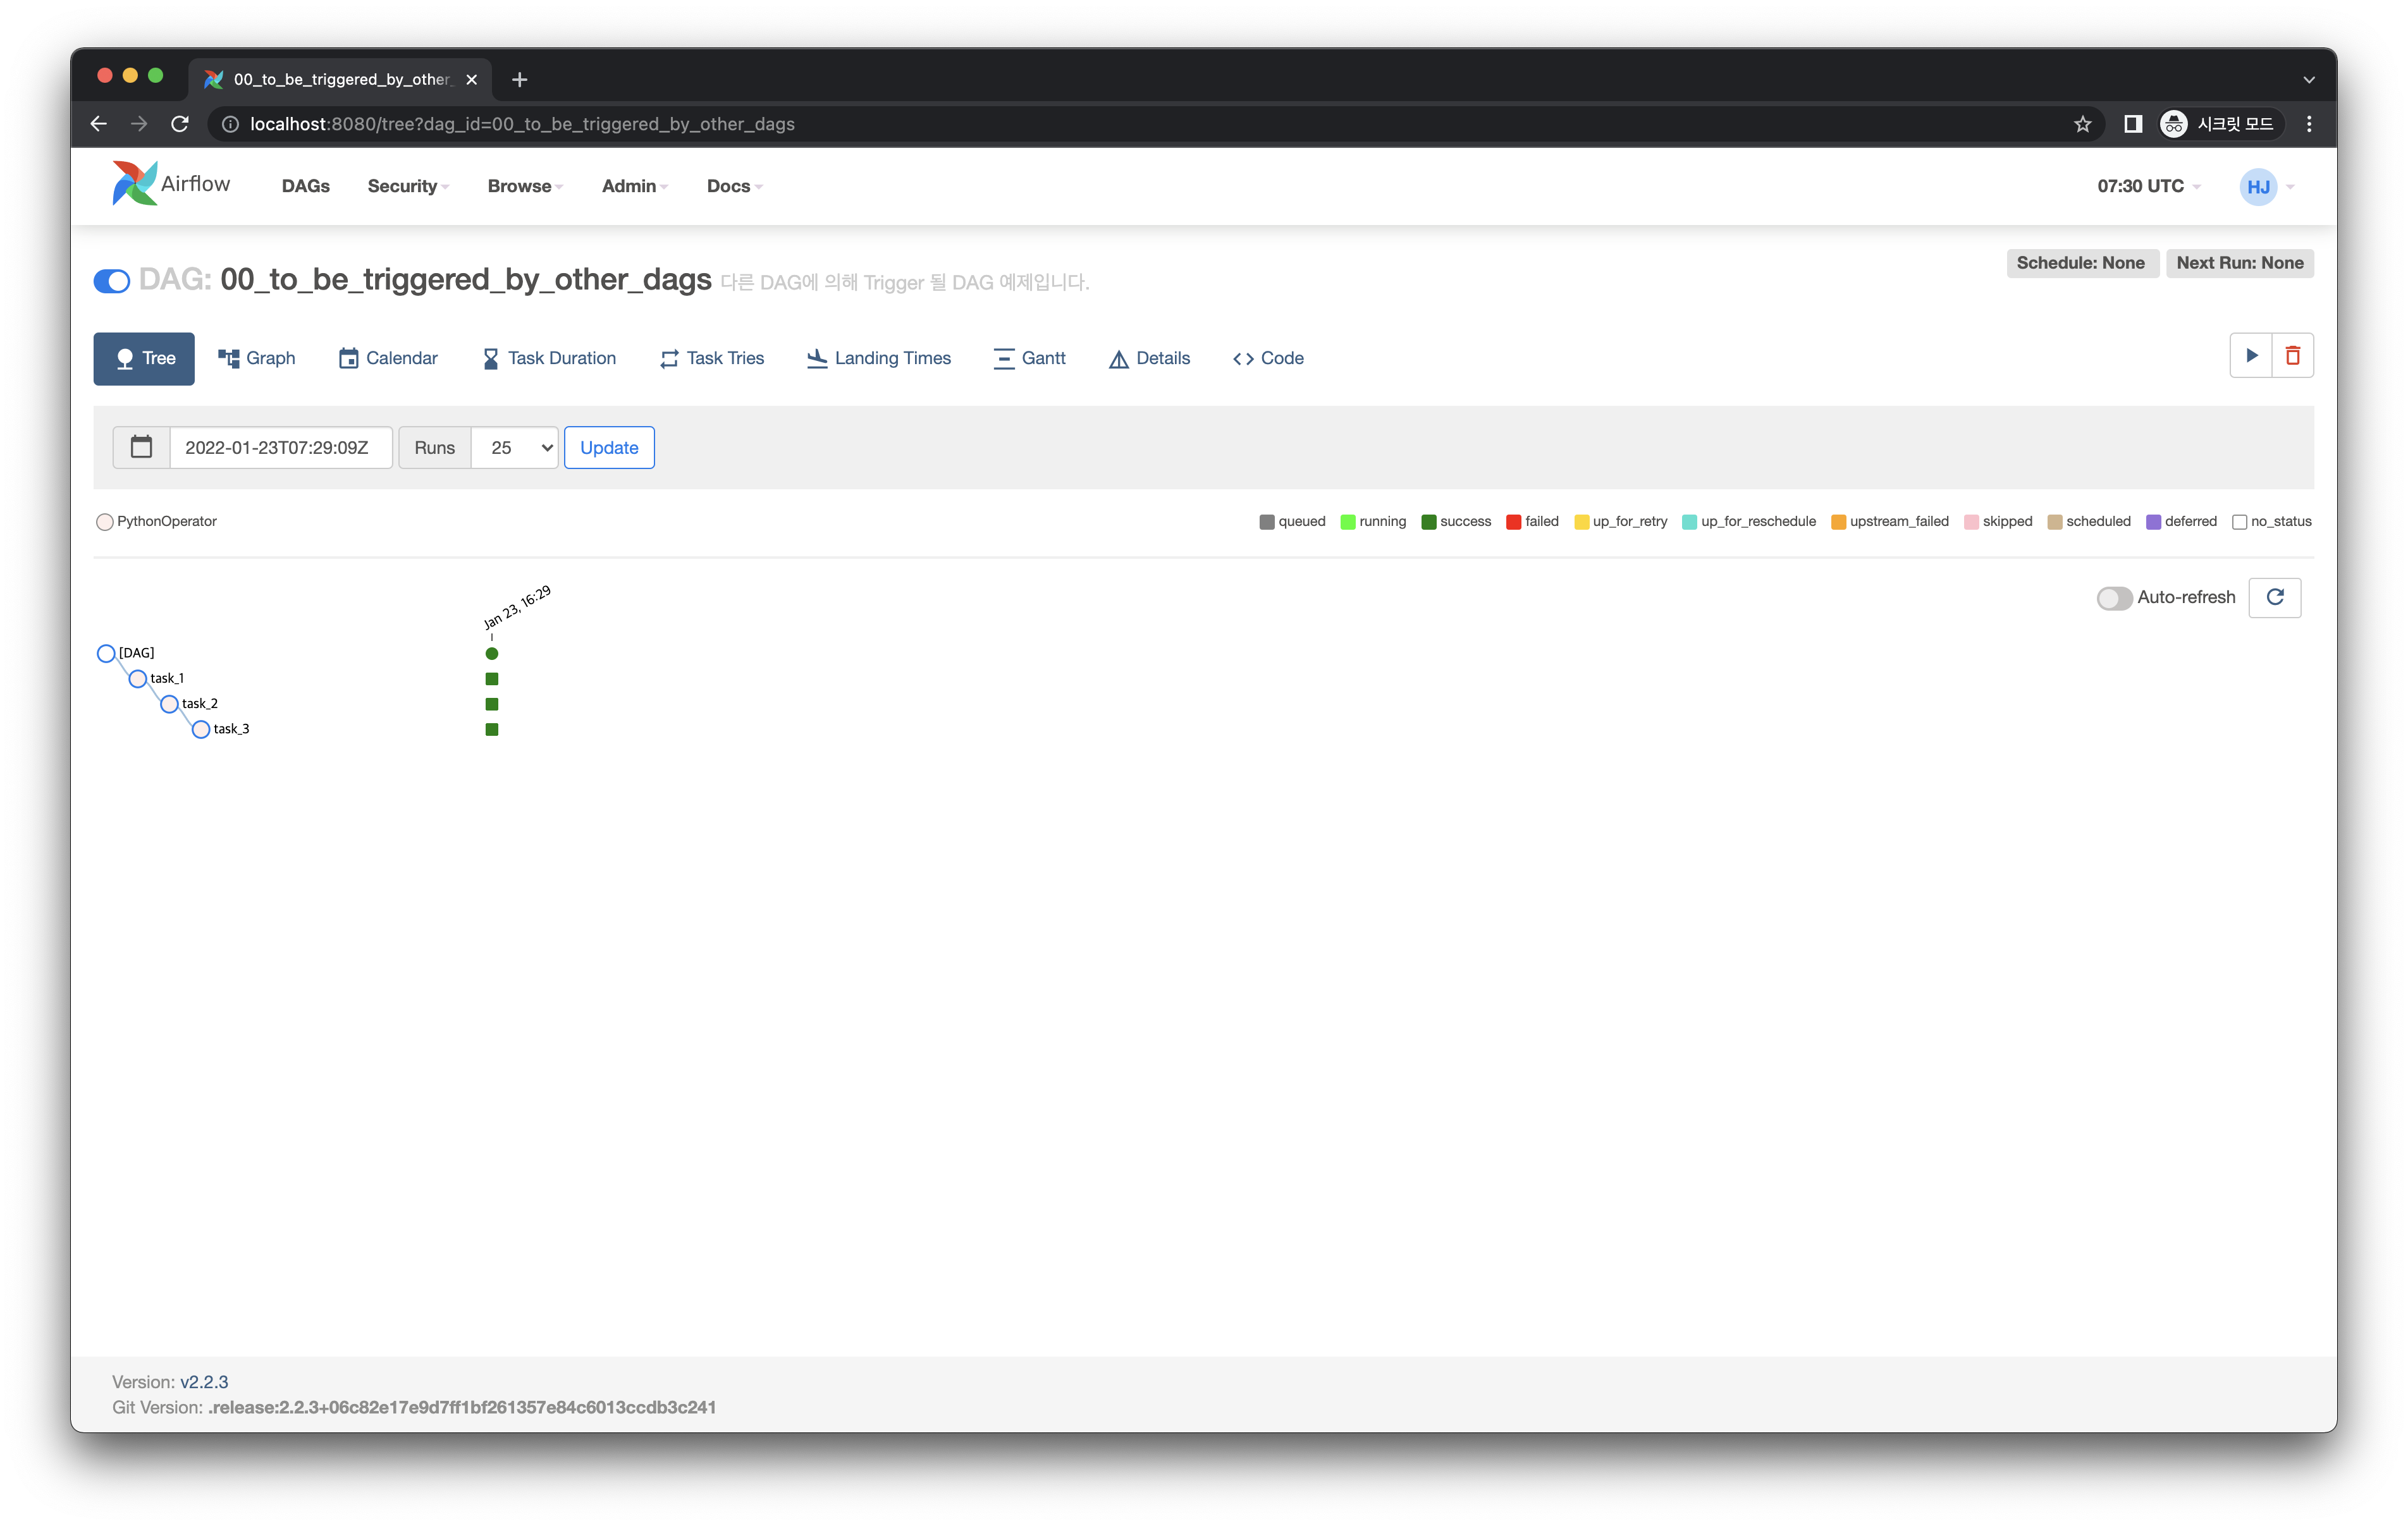 00_to_be_triggered_by_other_
localhost:8080/tree?dag_id=00_to_be_triggered_by_other_dags
시크릿 모드
Airflow DAGs Security Browse Admin Docs 07:30 UTC HJ
DAG: 00_to_be_triggered_by_other_dags 다른 DAG에 의해 Trigger 될 DAG 예제입니다. Schedule: None Next Run: None
Tree Graph Calendar Task Duration Task Tries Landing Times Gantt Details Code
2022-01-23T07:29:09Z Runs 25 Update
PythonOperator queued running success failed up_for_retry up_for_reschedule upstream_failed skipped scheduled deferred no_status
Jan 23, 16:29
Auto-refresh
[DAG]
task_1
task_2
task_3
Version: v2.2.3
Git Version: .release:2.2.3+06c82e17e9d7ff1bf261357e84c6013ccdb3c241